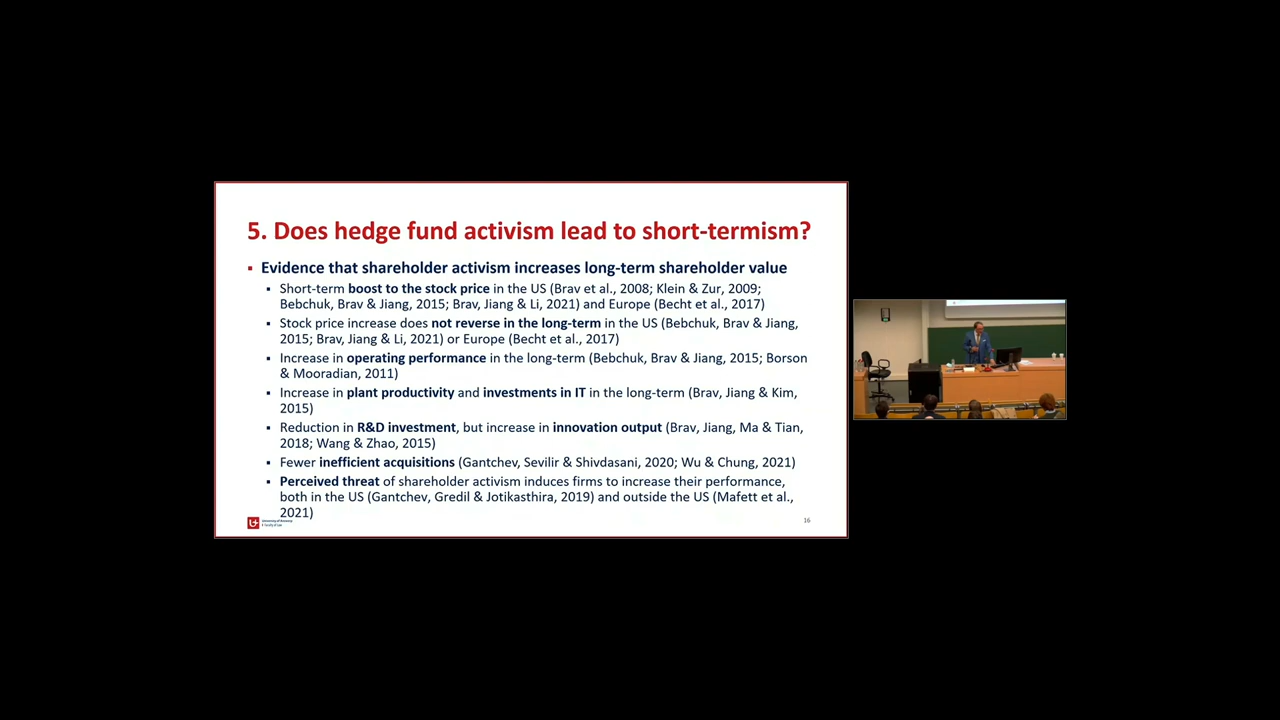 5. Does hedge fund activism lead to short-termism?
▪ Evidence that shareholder activism increases long-term shareholder value
▪ Short-term boost to the stock price in the US (Brav et al., 2008; Klein & Zur, 2009;
Bebchuk, Brav & Jiang, 2015; Brav, Jiang & Li, 2021) and Europe (Becht et al., 2017)
▪ Stock price increase does not reverse in the long-term in the US (Bebchuk, Brav & Jiang,
2015; Brav, Jiang & Li, 2021) or Europe (Becht et al., 2017)
▪ Increase in operating performance in the long-term (Bebchuk, Brav & Jiang, 2015; Borson
& Mooradian, 2011)
▪ Increase in plant productivity and investments in IT in the long-term (Brav, Jiang & Kim,
2015)
▪ Reduction in R&D investment, but increase in innovation output (Brav, Jiang, Ma & Tian,
2018; Wang & Zhao, 2015)
▪ Fewer inefficient acquisitions (Gantchev, Sevilir & Shivdasani, 2020; Wu & Chung, 2021)
▪ Perceived threat of shareholder activism induces firms to increase their performance,
both in the US (Gantchev, Gredil & Jotikasthira, 2019) and outside the US (Mafett et al.,
2021)
University of Antwerp
Faculty of Law
16